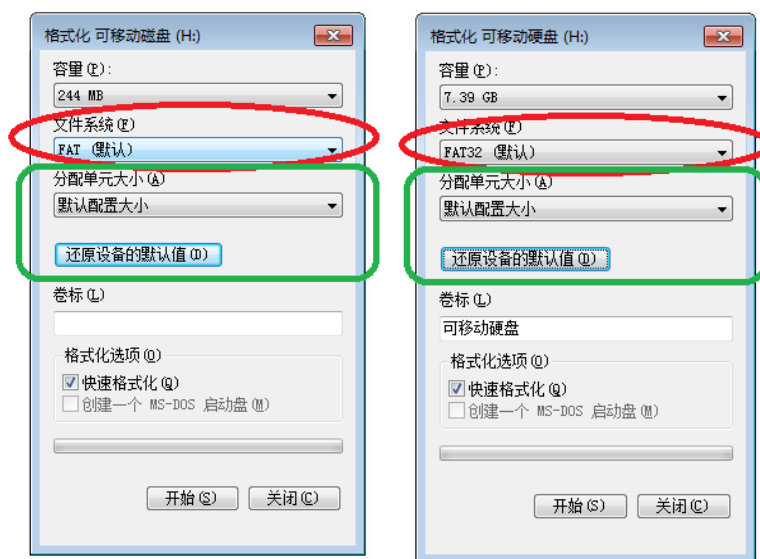 格式化 可移动磁盘 (H:)
容量(P):
244 MB
文件系统(F)
FAT (默认)
分配单元大小(A)
默认配置大小
还原设备的默认值(D)
卷标(L)
格式化选项(O)
快速格式化(Q)
创建一个 MS-DOS 启动盘(M)
开始(S)
关闭(C)
格式化 可移动硬盘 (H:)
容量(P):
7.39 GB
文件系统(F)
FAT32 (默认)
分配单元大小(A)
默认配置大小
还原设备的默认值(D)
卷标(L)
可移动硬盘
格式化选项(O)
快速格式化(Q)
创建一个 MS-DOS 启动盘(M)
开始(S)
关闭(C)